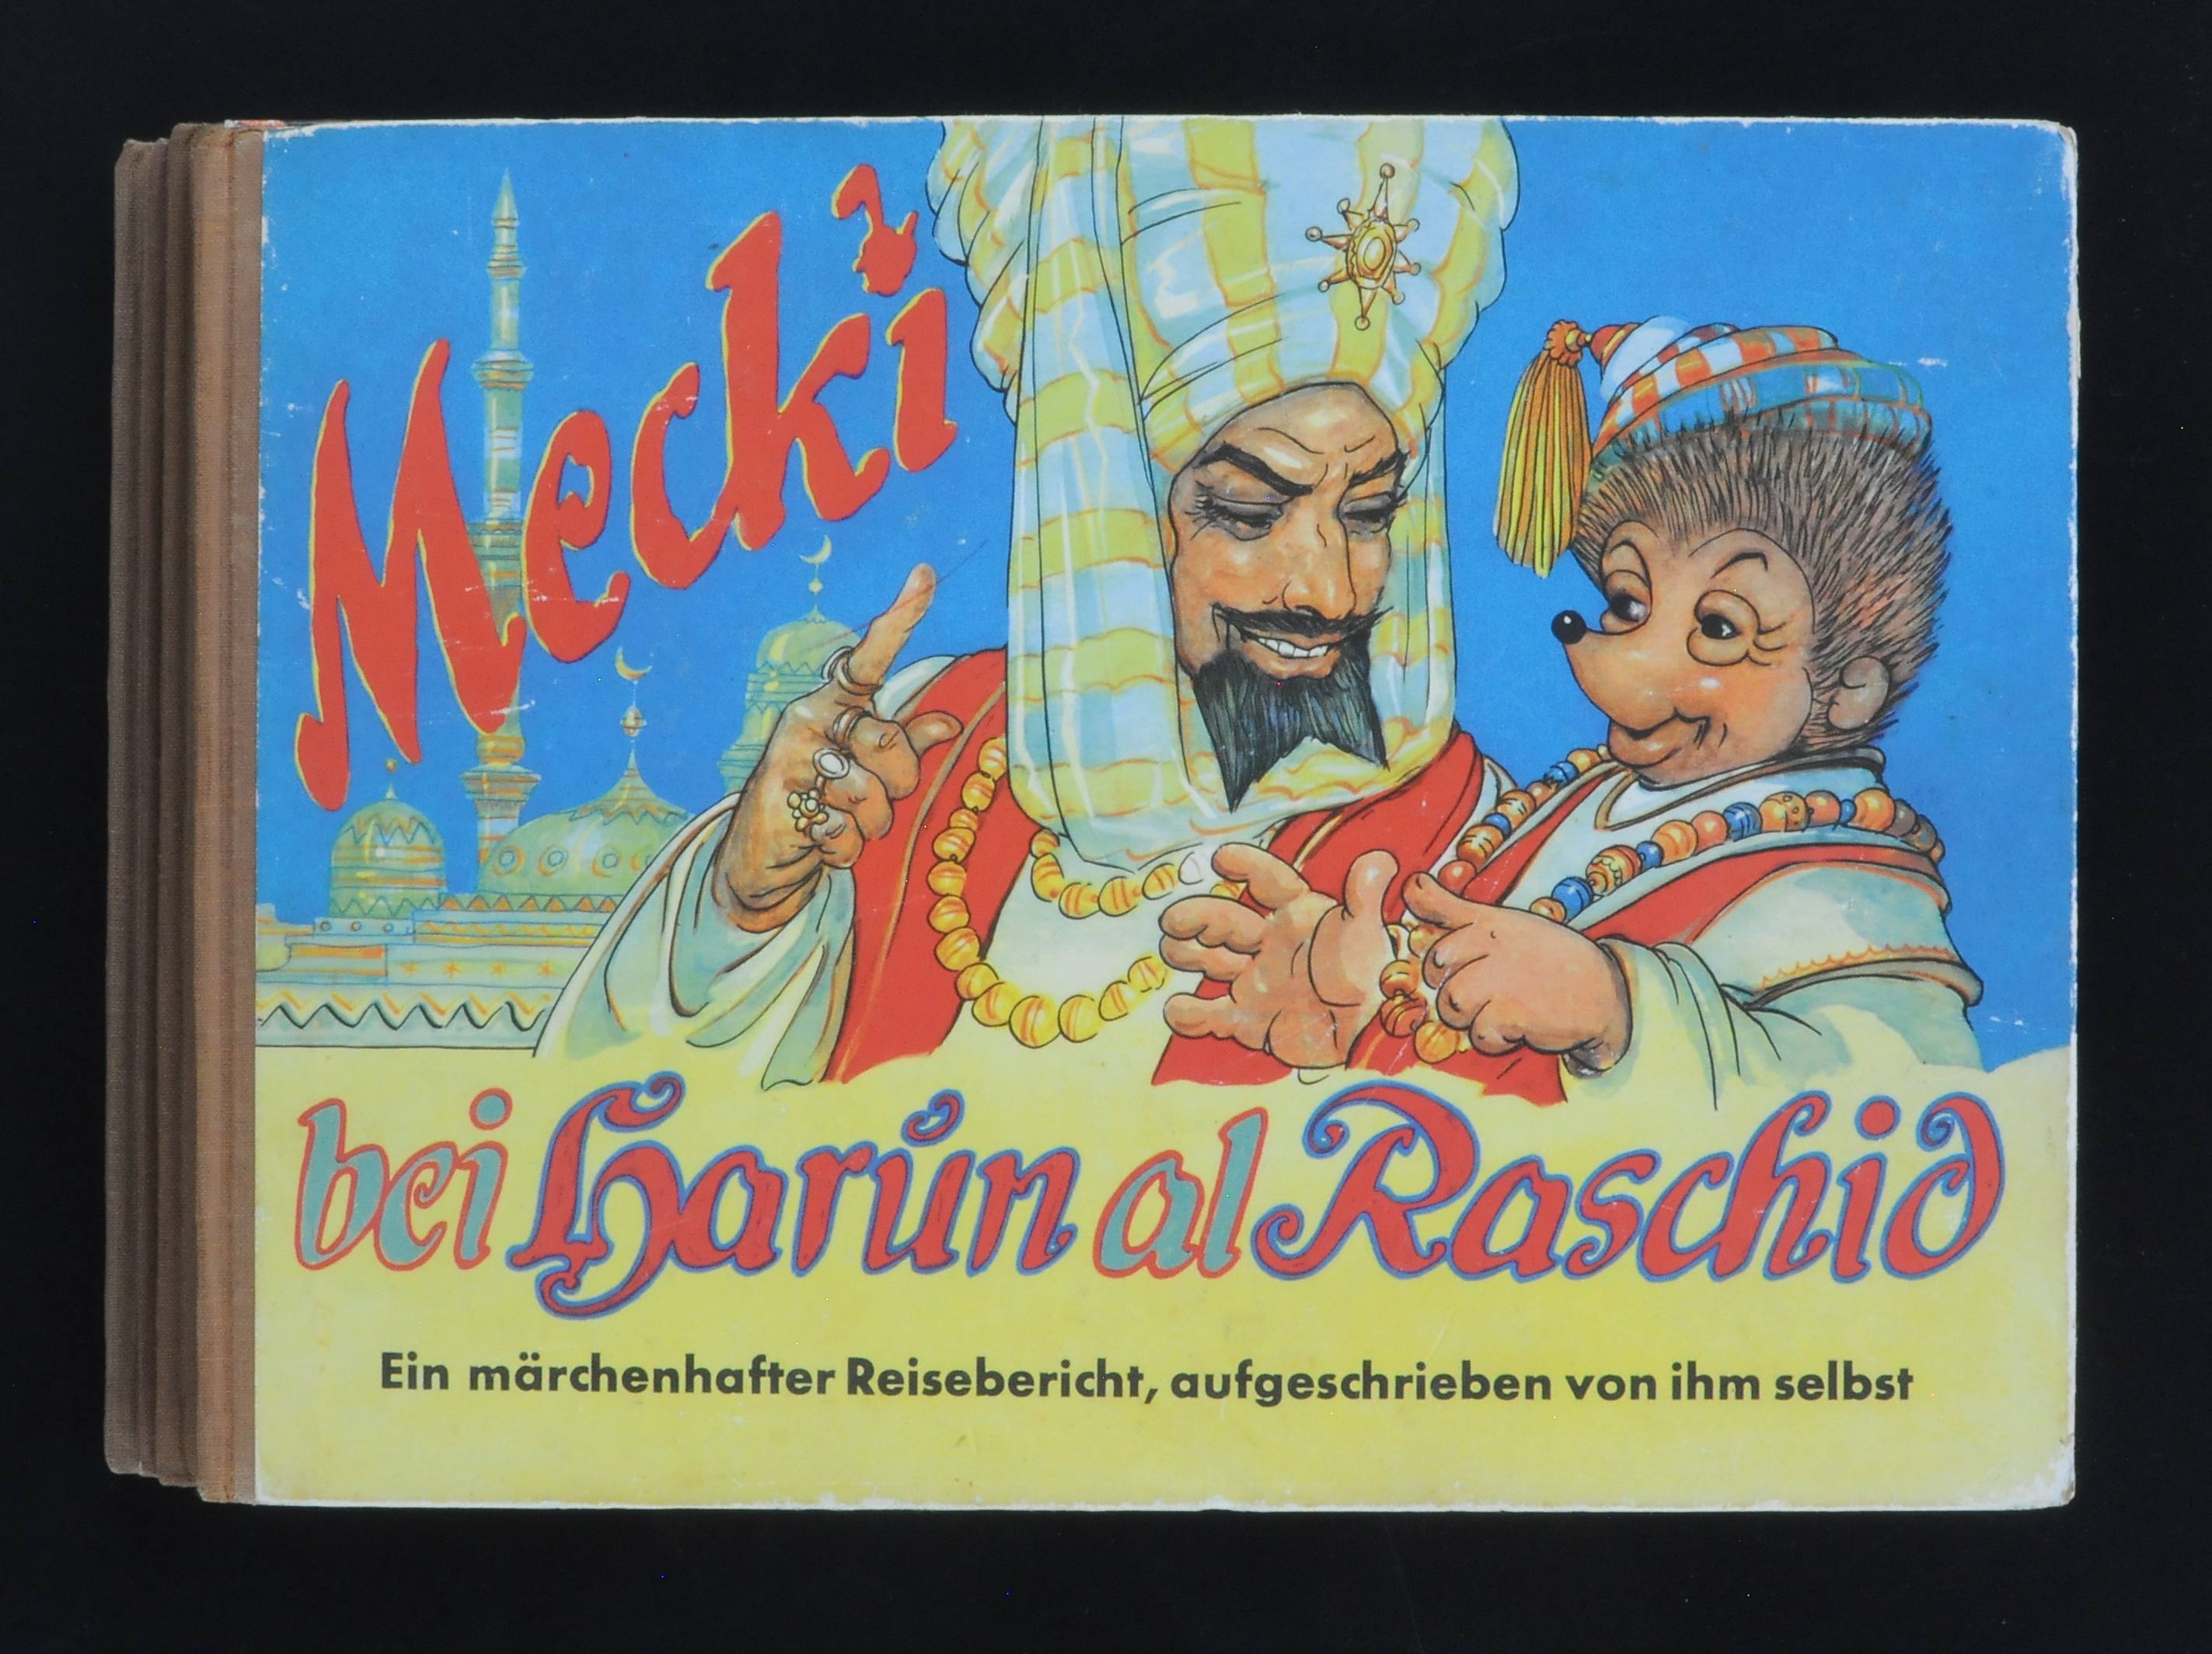 Mecki
bei Harun al Raschid
Ein märchenhafter Reisebericht, aufgeschrieben von ihm selbst